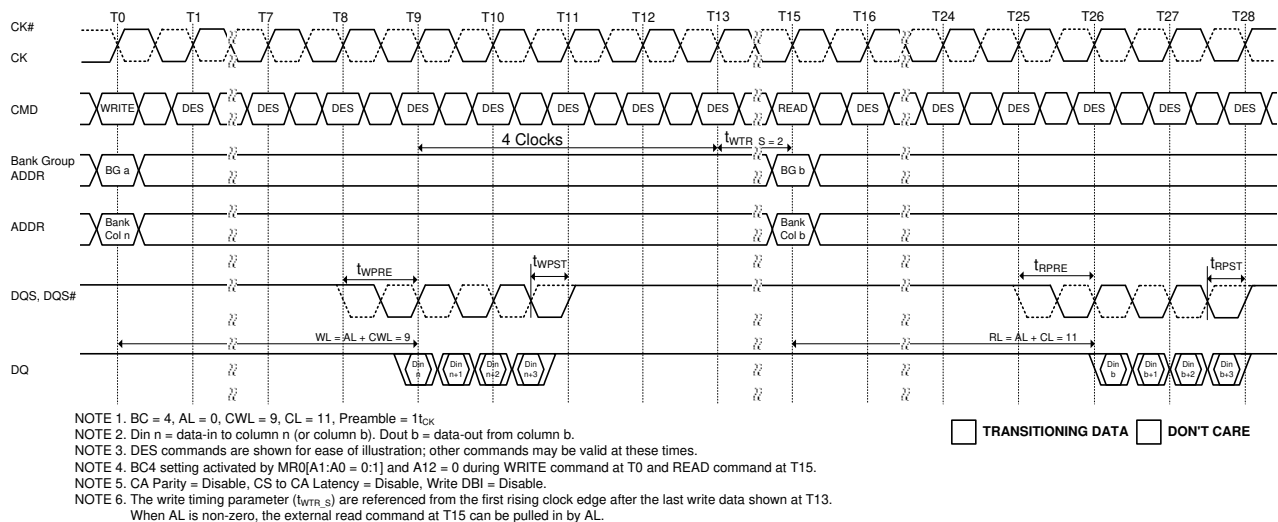 T0 T1 T7 T8 T9 T10 T11 T12 T13 T15 T16 T24 T25 T26 T27 T28
CK#
CK
CMD WRITE DES DES DES DES DES DES DES DES READ DES DES DES DES DES DES
4 Clocks tWTR_S = 2
Bank Group
ADDR
BG a BG b
ADDR
Bank
Col n
Bank
Col b
tWPRE tWPST tRPRE tRPST
DQS, DQS#
WL = AL + CWL = 9 RL = AL + CL = 11
DQ
Din
n
Din
n+1
Din
n+2
Din
n+3
Din
b
Din
b+1
Din
b+2
Din
b+3
NOTE 1. BC = 4, AL = 0, CWL = 9, CL = 11, Preamble = 1tCK
NOTE 2. Din n = data-in to column n (or column b). Dout b = data-out from column b.
NOTE 3. DES commands are shown for ease of illustration; other commands may be valid at these times.
NOTE 4. BC4 setting activated by MR0[A1:A0 = 0:1] and A12 = 0 during WRITE command at T0 and READ command at T15.
NOTE 5. CA Parity = Disable, CS to CA Latency = Disable, Write DBI = Disable.
NOTE 6. The write timing parameter (tWTR_S) are referenced from the first rising clock edge after the last write data shown at T13.
When AL is non-zero, the external read command at T15 can be pulled in by AL.
TRANSITIONING DATA DON'T CARE